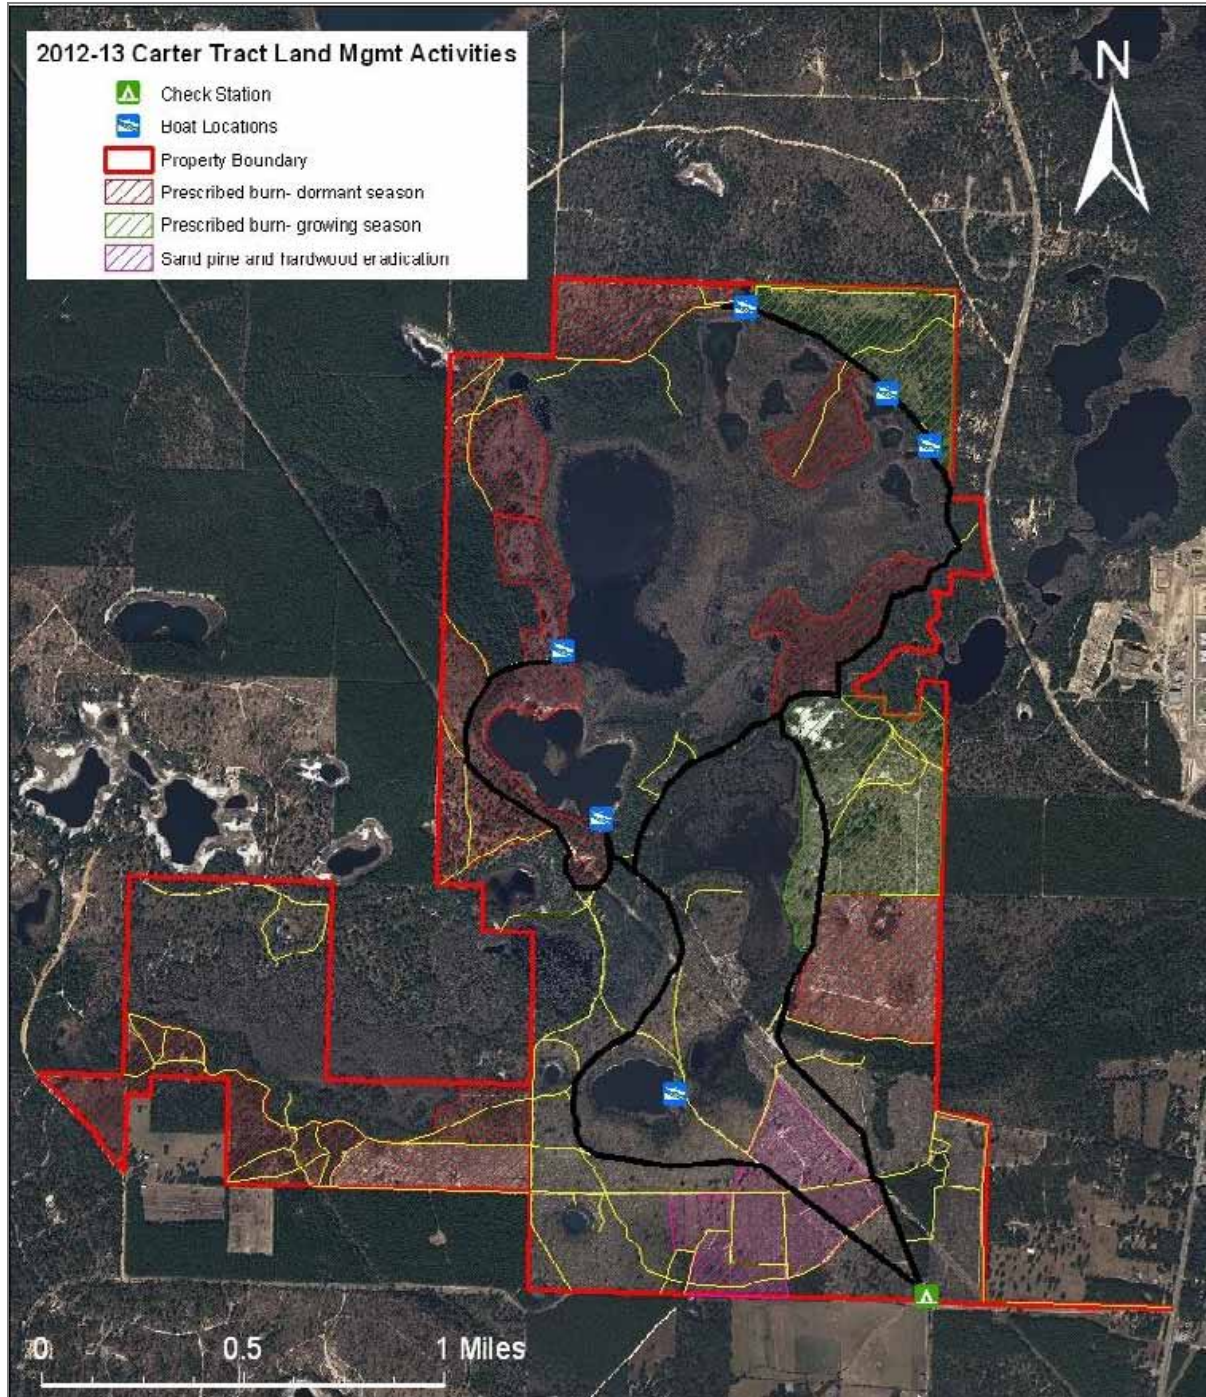 2012-13 Carter Tract Land Mgmt Activities
Check Station
Boat Locations
Property Boundary
Prescribed burn- dormant season
Prescribed burn- growing season
Sand pine and hardwood eradication
N
0 0.5 1 Miles